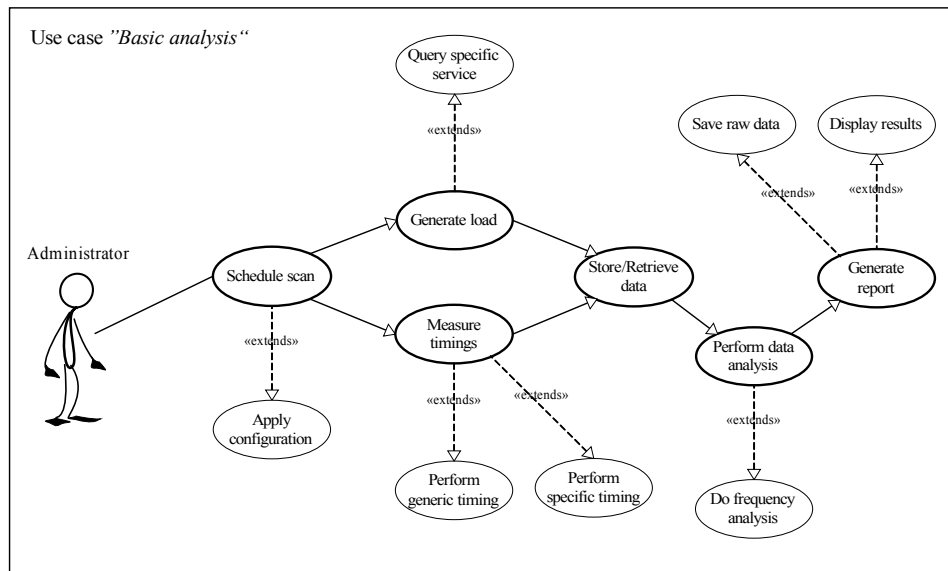 Use case ”Basic analysis“
Query specific
service
Save raw data
Display results
«extends»
«extends»
«extends»
Generate load
Administrator
Schedule scan
Store/Retrieve
data
Generate
report
Measure
timings
Perform data
analysis
«extends»
«extends»
«extends»
«extends»
Apply
configuration
Perform
generic timing
Perform
specific timing
Do frequency
analysis